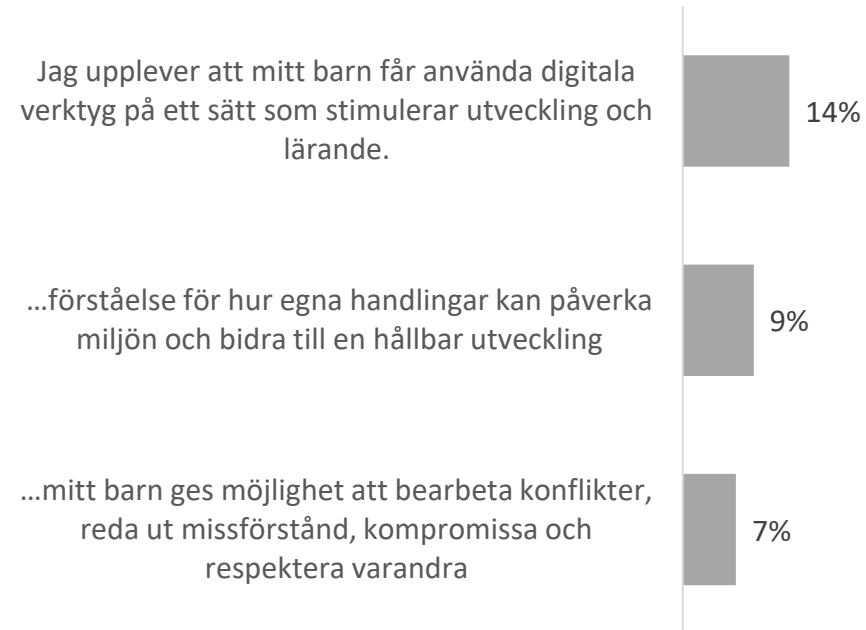 Jag upplever att mitt barn får använda digitala
verktyg på ett sätt som stimulerar utveckling och
lärande.
14%
...förståelse för hur egna handlingar kan påverka
miljön och bidra till en hållbar utveckling
9%
...mitt barn ges möjlighet att bearbeta konflikter,
reda ut missförstånd, kompromissa och
respektera varandra
7%